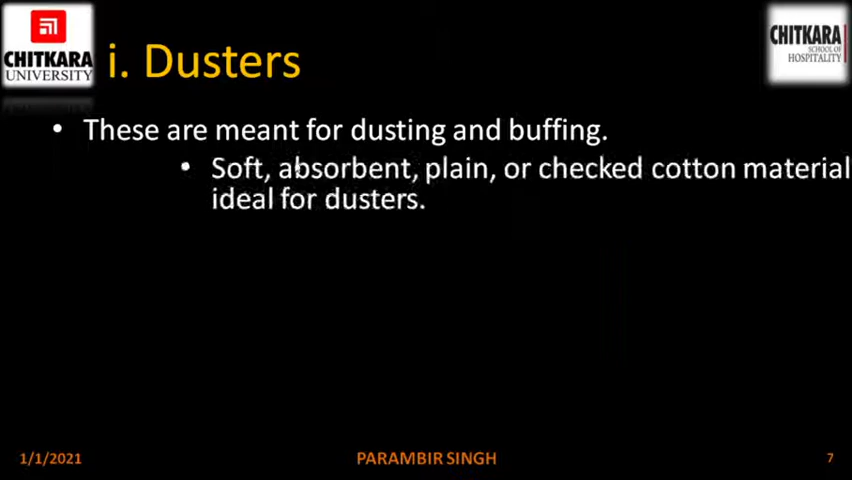 CHITKARA
UNIVERSITY
i. Dusters
CHITKARA
SCHOOL OF
HOSPITALITY
• These are meant for dusting and buffing.
• Soft, absorbent, plain, or checked cotton material
ideal for dusters.
1/1/2021
PARAMBIR SINGH
7